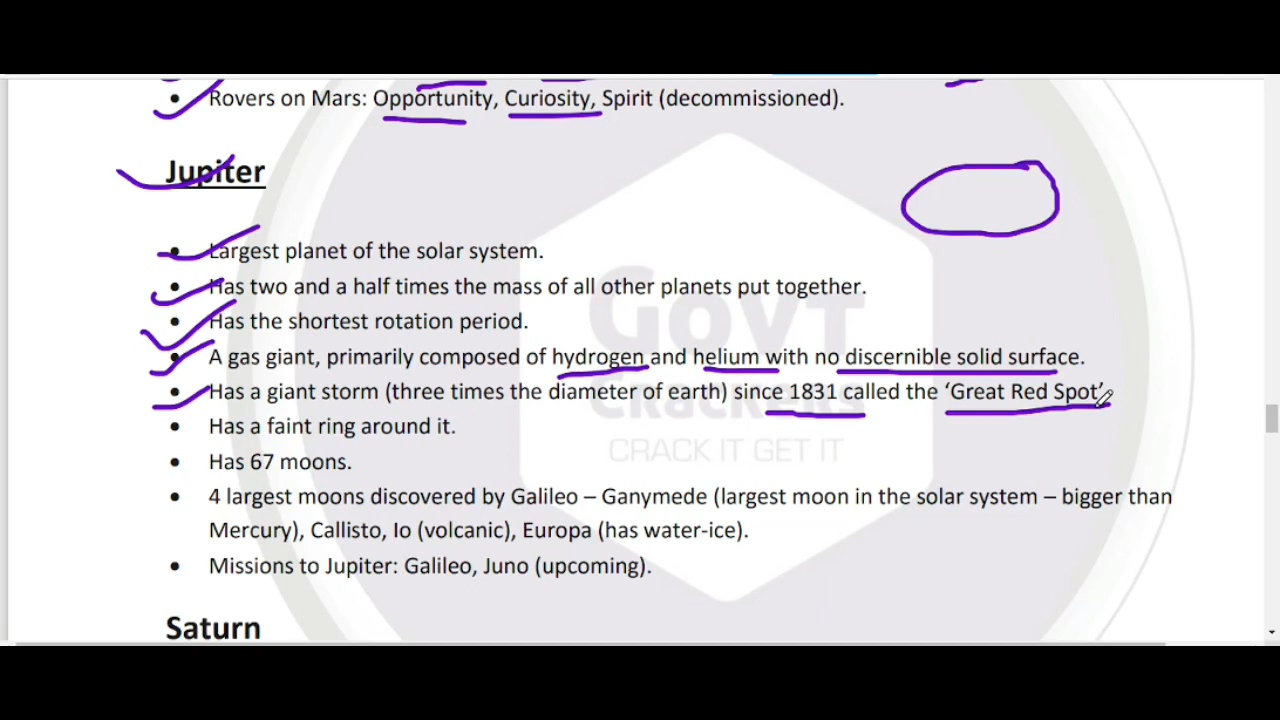 Rovers on Mars: Opportunity, Curiosity, Spirit (decommissioned).
Jupiter
Largest planet of the solar system.
Has two and a half times the mass of all other planets put together.
Has the shortest rotation period.
A gas giant, primarily composed of hydrogen and helium with no discernible solid surface.
Has a giant storm (three times the diameter of earth) since 1831 called the ‘Great Red Spot’.
Has a faint ring around it.
Has 67 moons.
4 largest moons discovered by Galileo – Ganymede (largest moon in the solar system – bigger than
Mercury), Callisto, Io (volcanic), Europa (has water-ice).
Missions to Jupiter: Galileo, Juno (upcoming).
Saturn
GOVT
Crackers
CRACK IT GET IT